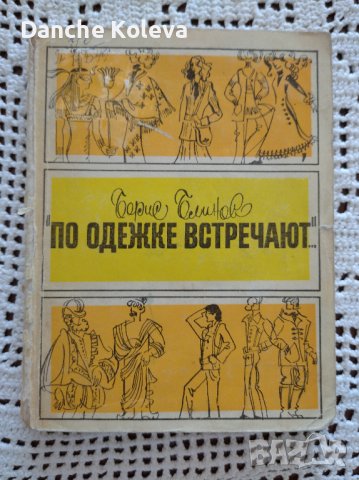 Danche Koleva
Борис Блинов
"ПО ОДЕЖКЕ ВСТРЕЧАЮТ..."
BAZAR